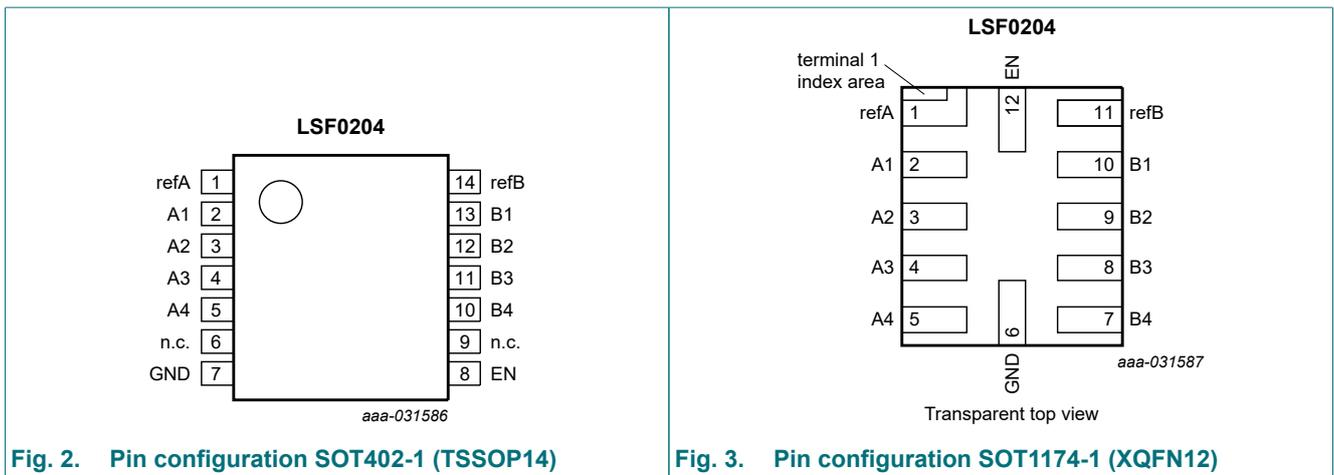 LSF0204
refA 1 14 refB
A1 2 13 B1
A2 3 12 B2
A3 4 11 B3
A4 5 10 B4
n.c. 6 9 n.c.
GND 7 8 EN
aaa-031586
Fig. 2. Pin configuration SOT402-1 (TSSOP14)
LSF0204
terminal 1
index area
EN
12
refA 1 11 refB
A1 2 10 B1
A2 3 9 B2
A3 4 8 B3
A4 5 7 B4
6
GND
aaa-031587
Transparent top view
Fig. 3. Pin configuration SOT1174-1 (XQFN12)